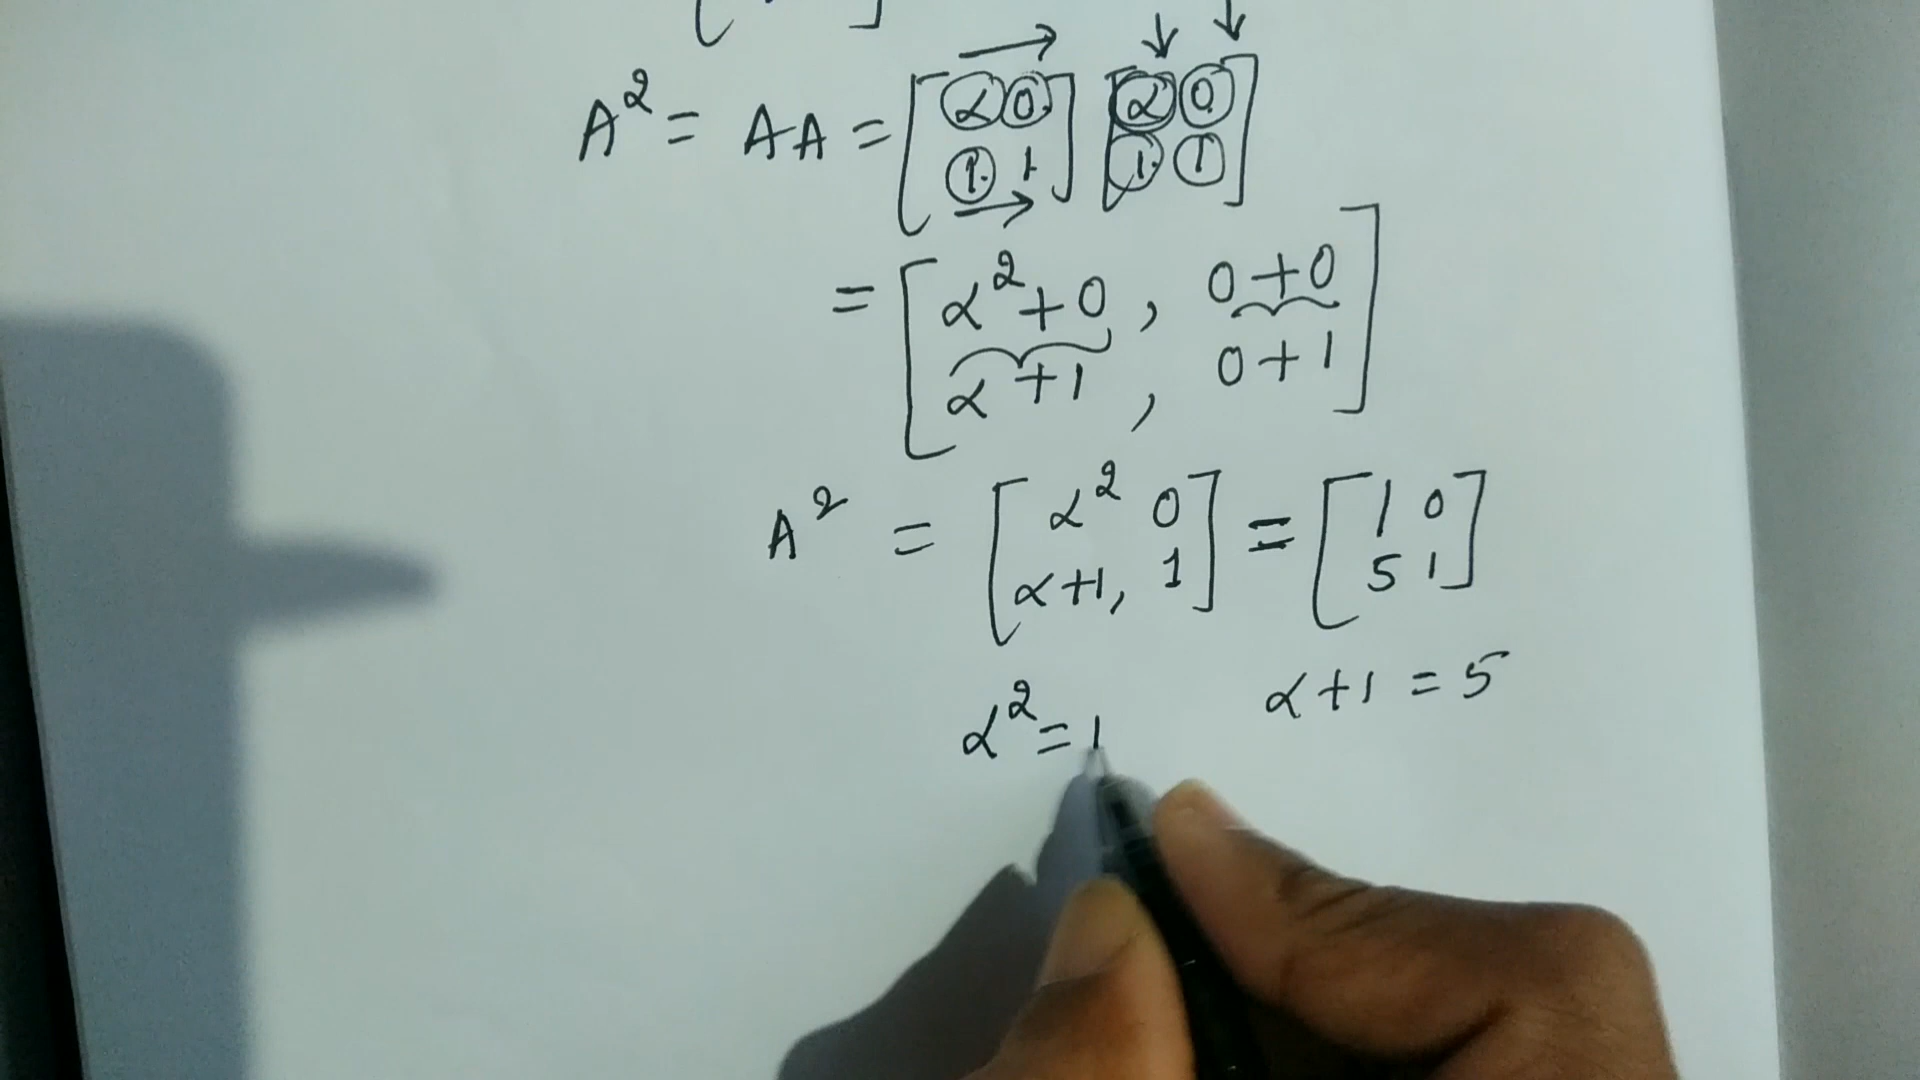 A² = AA = [α 0 1 1] [α 0 1 1]
= [α² + 0 , 0 + 0
α + 1 , 0 + 1]
A² = [α² 0 α+1, 1] = [1 0 5 1]
α² = 1 α + 1 = 5